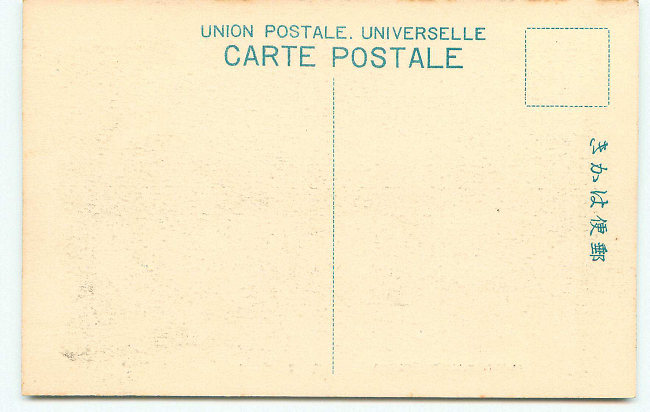 UNION POSTALE. UNIVERSELLE
CARTE POSTALE
郵便はかき